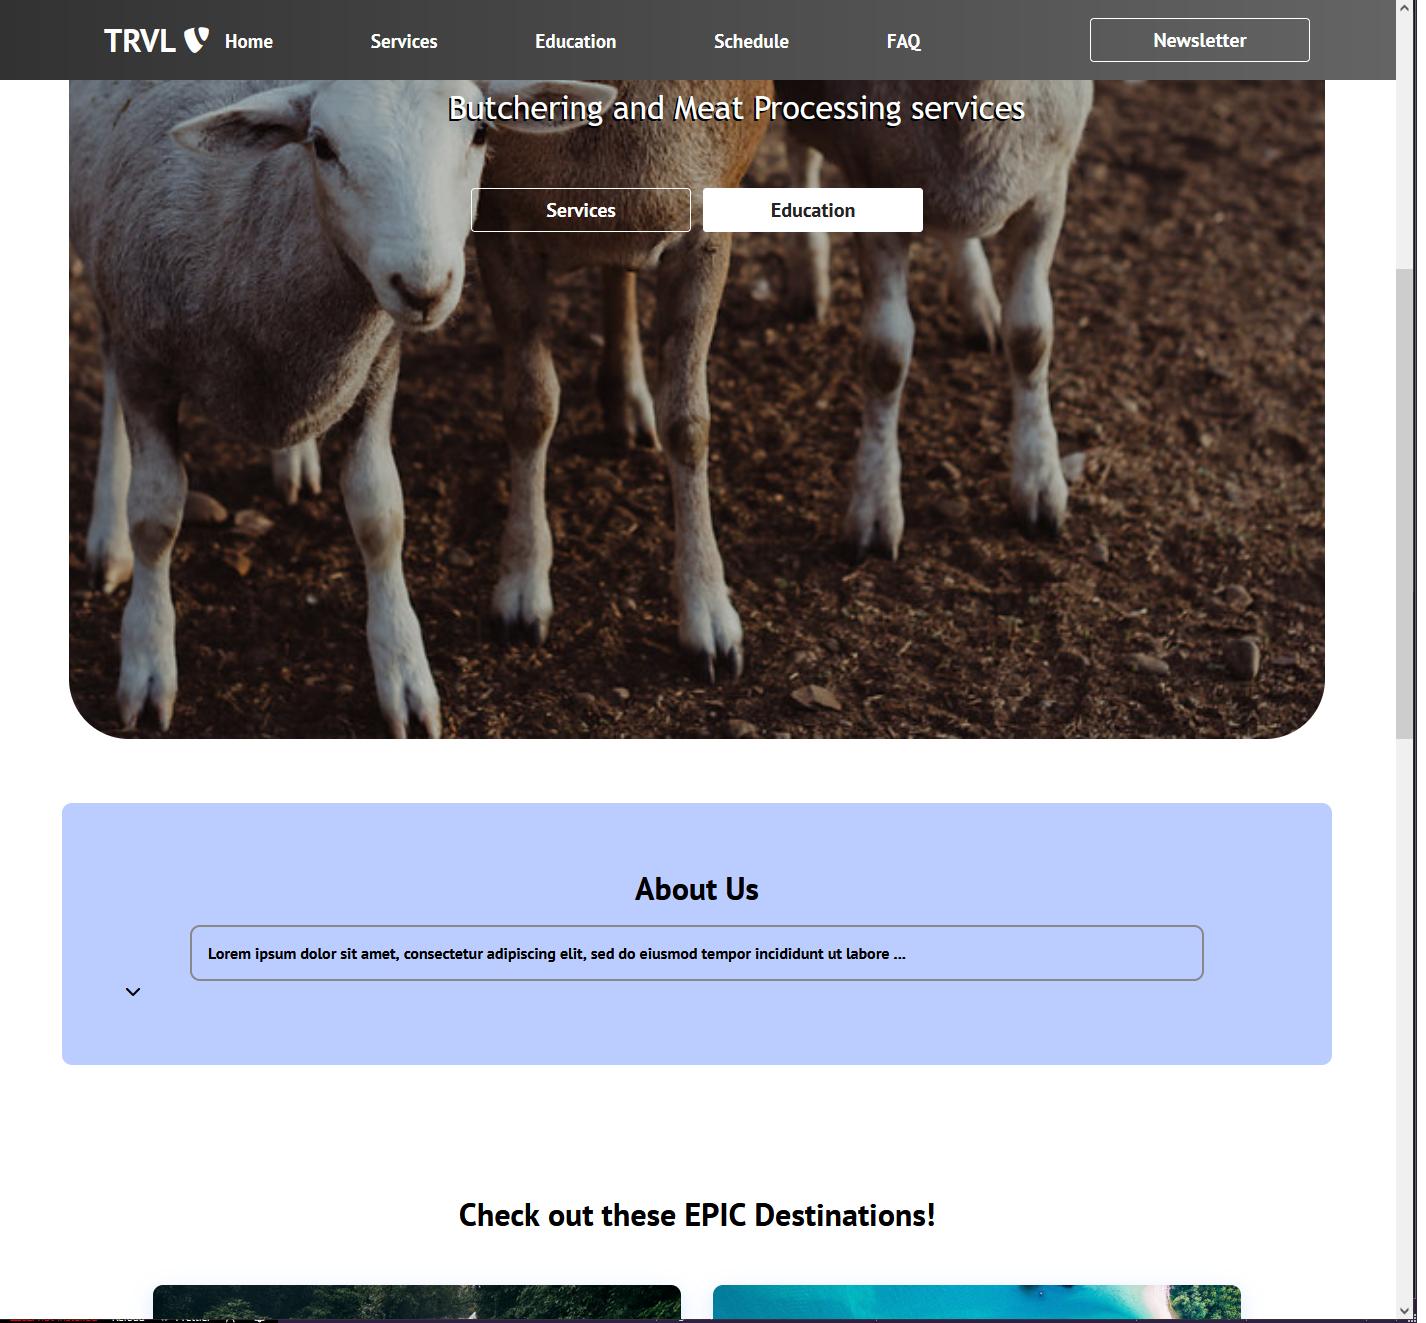 TRVL Home Services Education Schedule FAQ Newsletter
Butchering and Meat Processing services
Services Education
About Us
Lorem ipsum dolor sit amet, consectetur adipiscing elit, sed do eiusmod tempor incididunt ut labore ...
Check out these EPIC Destinations!